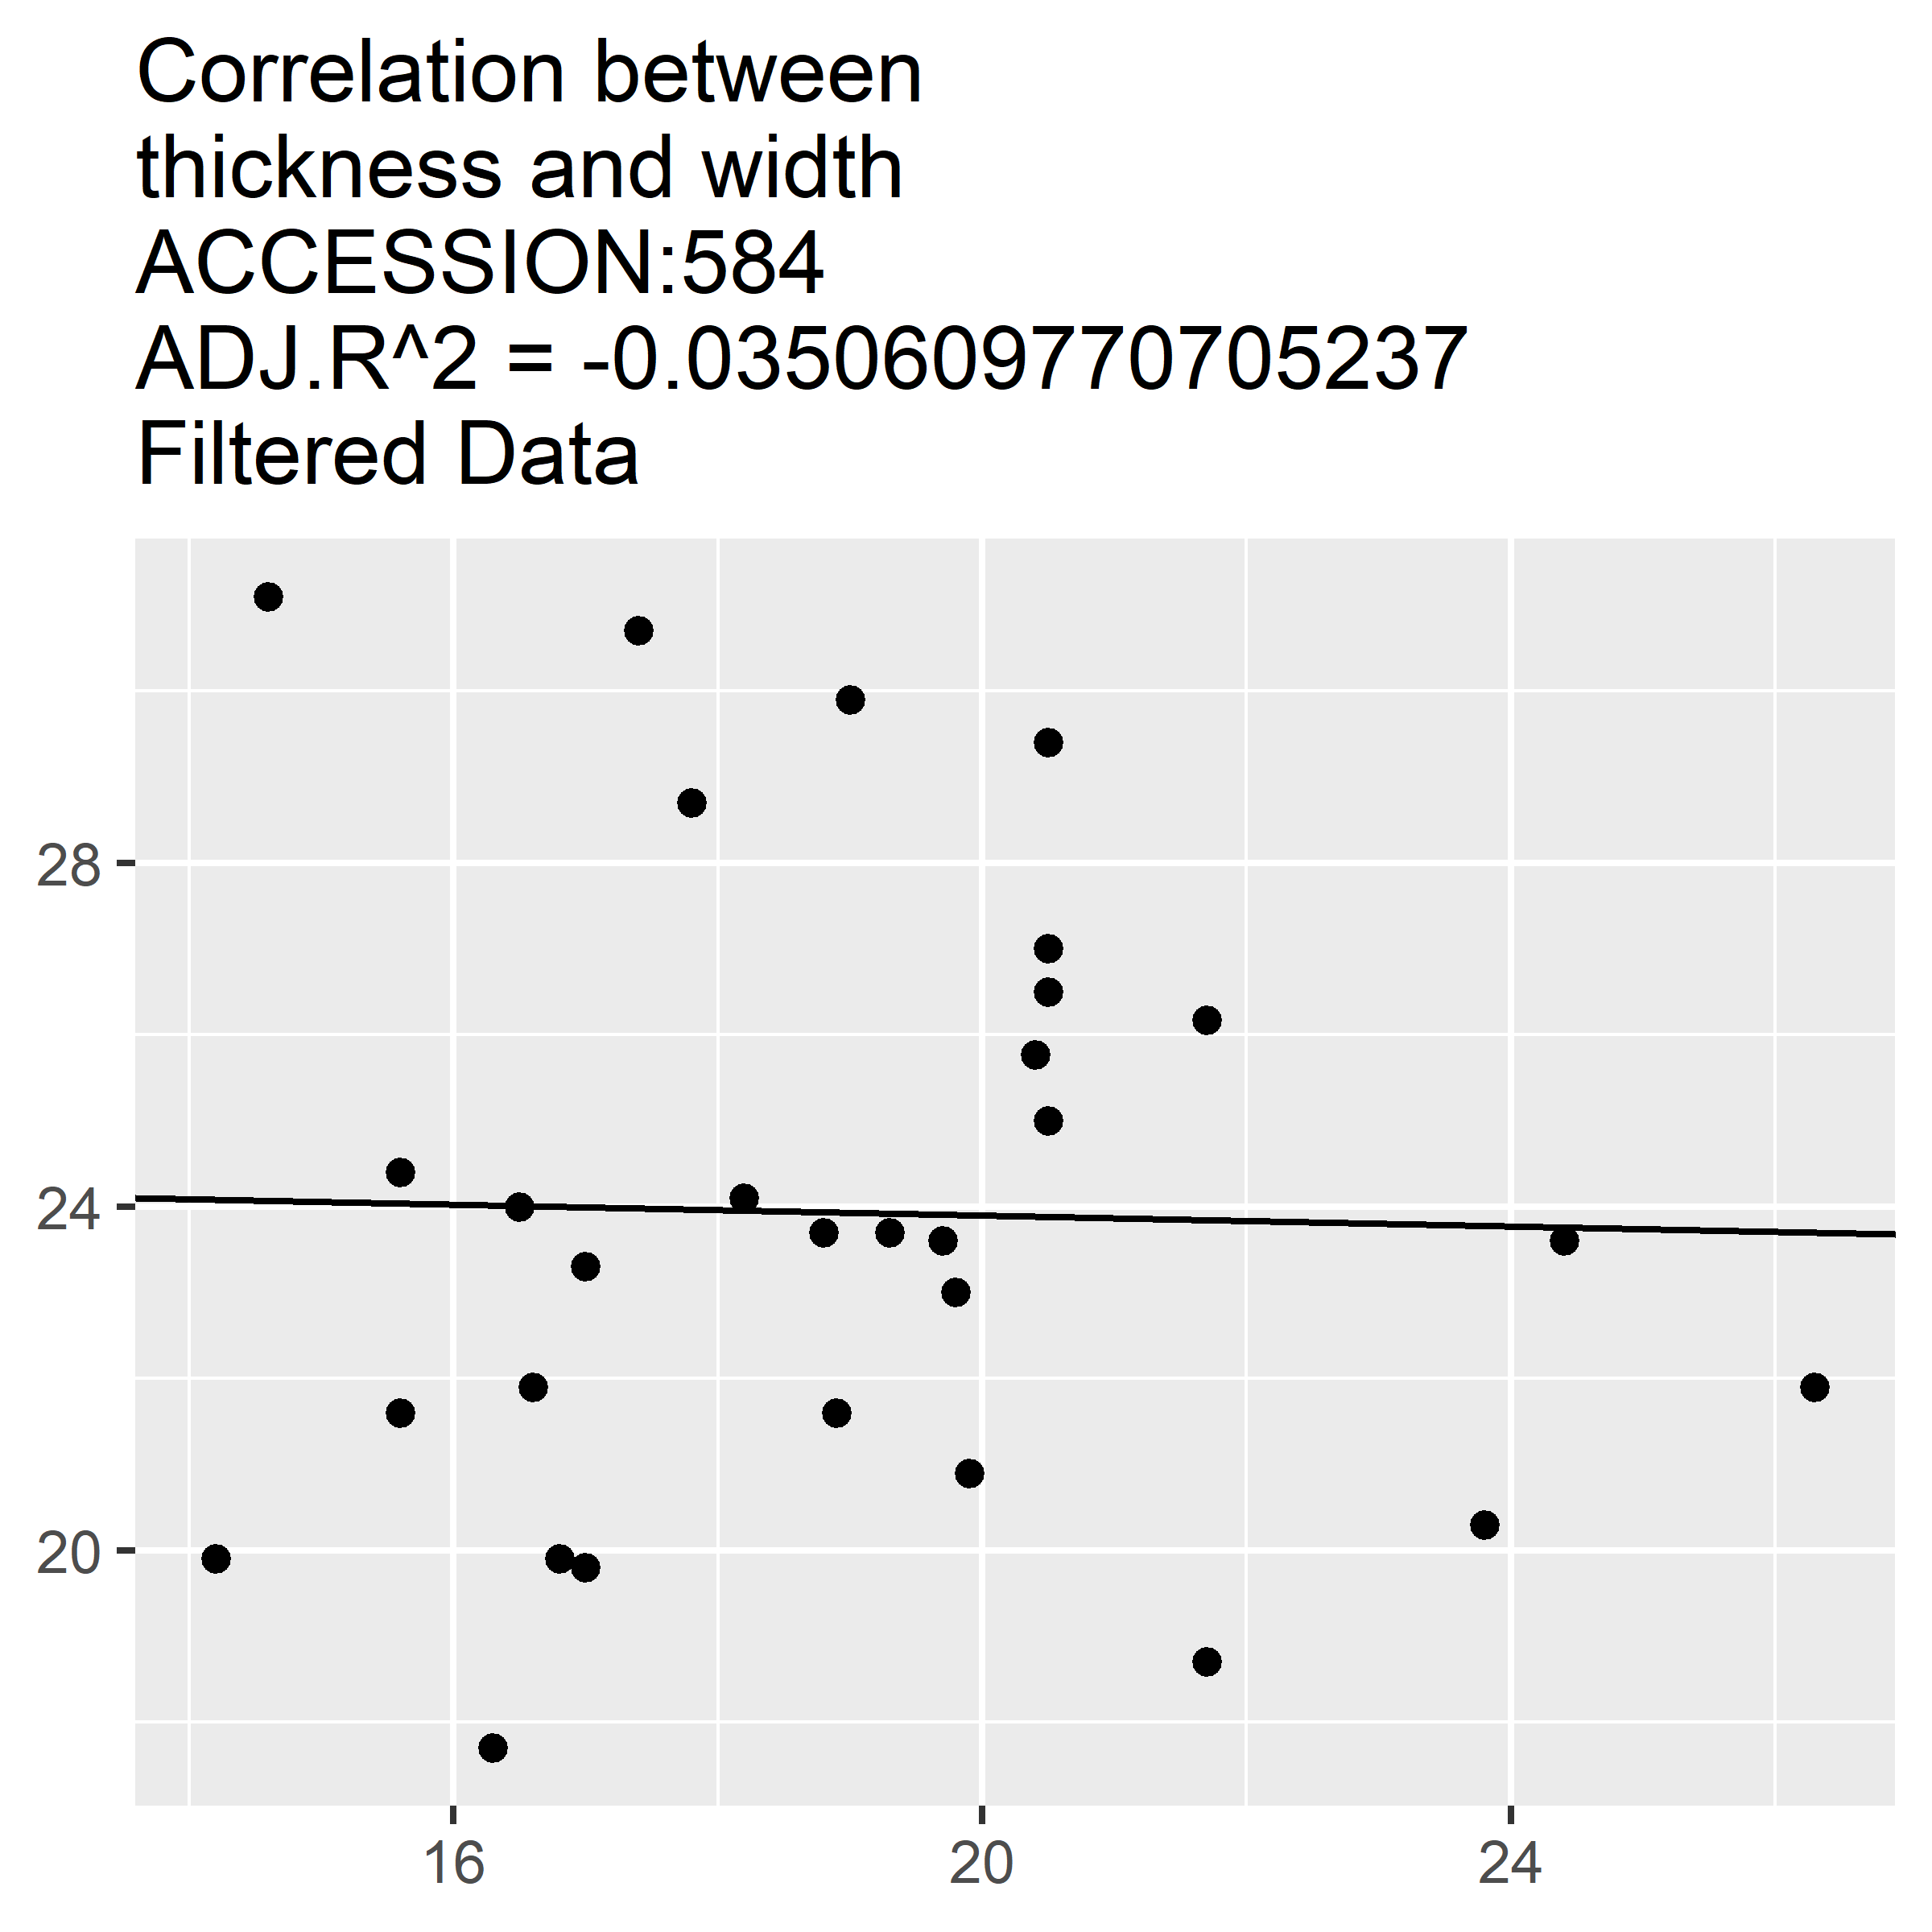 Correlation between
thickness and width
ACCESSION:584
ADJ.R^2 = -0.0350609770705237
Filtered Data
28
24
20
16 20 24